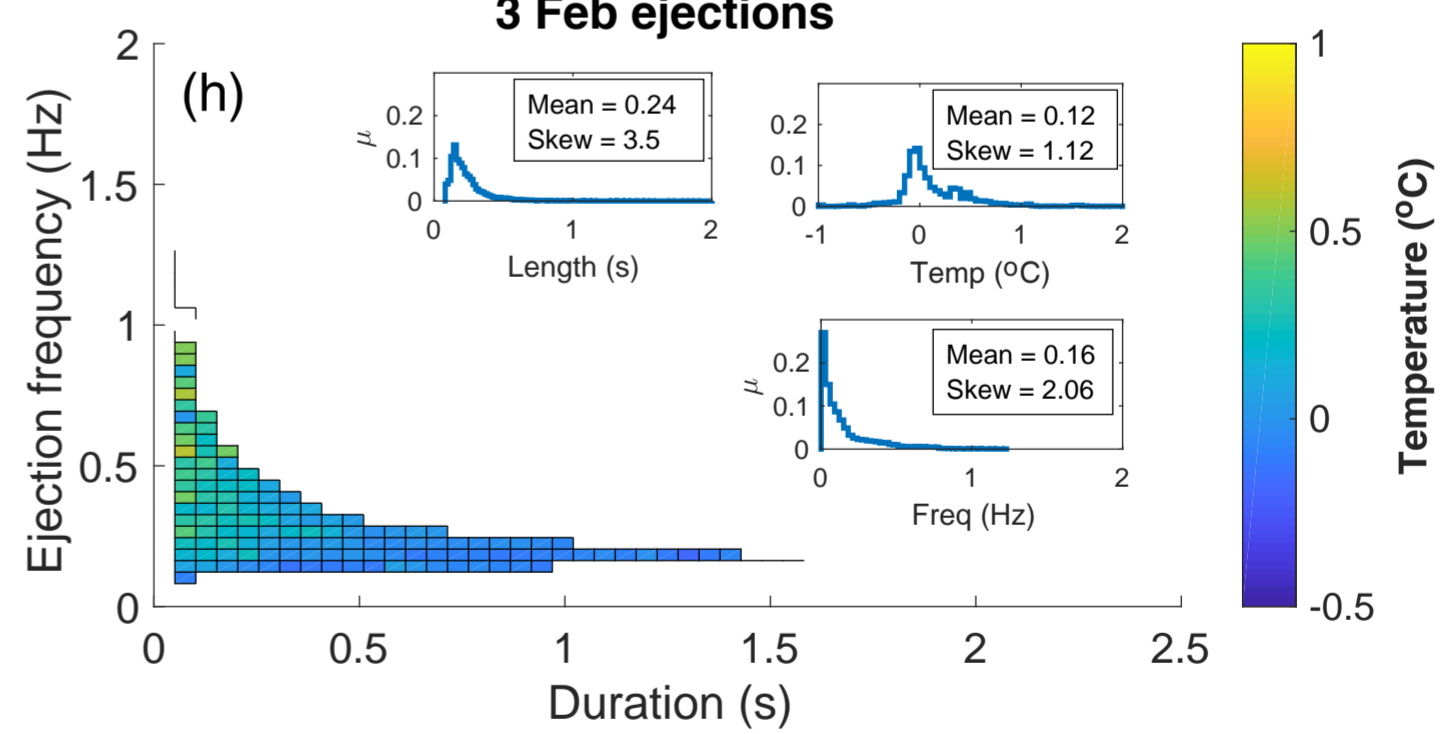 3 Feb ejections
(h)
Ejection frequency (Hz)
2
1.5
1
0.5
0
0
0.5
1
1.5
2
2.5
Duration (s)
μ
0.2
0.1
0
Mean = 0.24
Skew = 3.5
0
1
2
Length (s)
0.2
0.1
0
Mean = 0.12
Skew = 1.12
-1
0
1
2
Temp (ºC)
μ
0.2
0.1
0
Mean = 0.16
Skew = 2.06
0
1
2
Freq (Hz)
1
0.5
0
-0.5
Temperature (ºC)